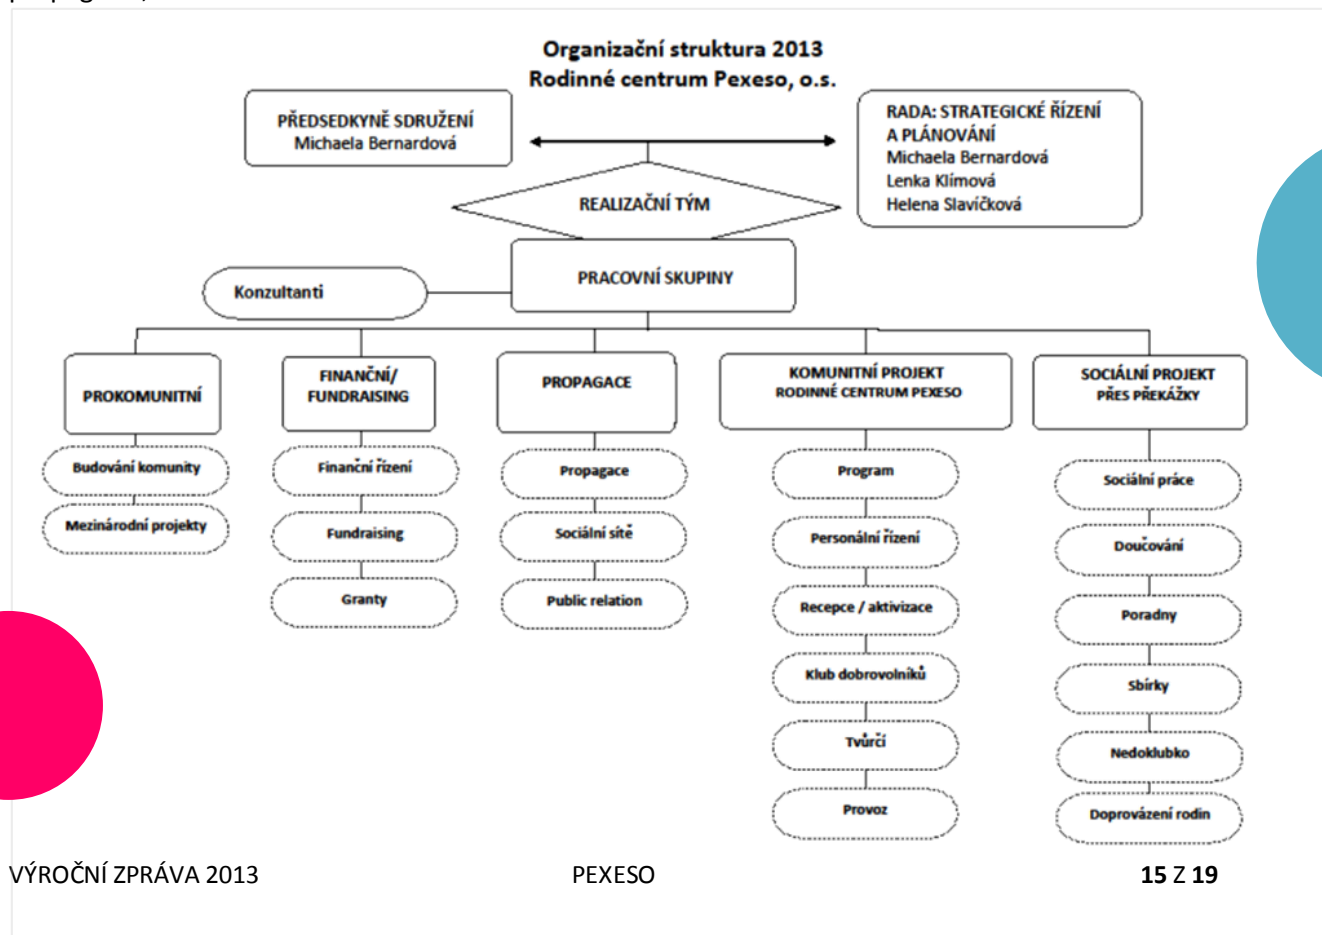 Organizační struktura 2013
Rodinné centrum Pexeso, o.s.
PŘEDSEDKYNĚ SDRUŽENÍ
Michaela Bernardová
RADA: STRATEGICKÉ ŘÍZENÍ
A PLÁNOVÁNÍ
Michaela Bernardová
Lenka Klímová
Helena Slavíčková
REALIZAČNÍ TÝM
PRACOVNÍ SKUPINY
Konzultanti
PROKOMUNITNÍ
Budování komunity
Mezinárodní projekty
FINANČNÍ/
FUNDRAISING
Finanční řízení
Fundraising
Granty
PROPAGACE
Propagace
Sociální sítě
Public relation
KOMUNITNÍ PROJEKT
RODINNÉ CENTRUM PEXESO
Program
Personální řízení
Recepce / aktivizace
Klub dobrovolníků
Tvůrčí
Provoz
SOCIÁLNÍ PROJEKT
PŘES PŘEKÁŽKY
Sociální práce
Doučování
Poradny
Sbírky
Nedoklubko
Doprovázení rodin
VÝROČNÍ ZPRÁVA 2013
PEXESO
15 Z 19